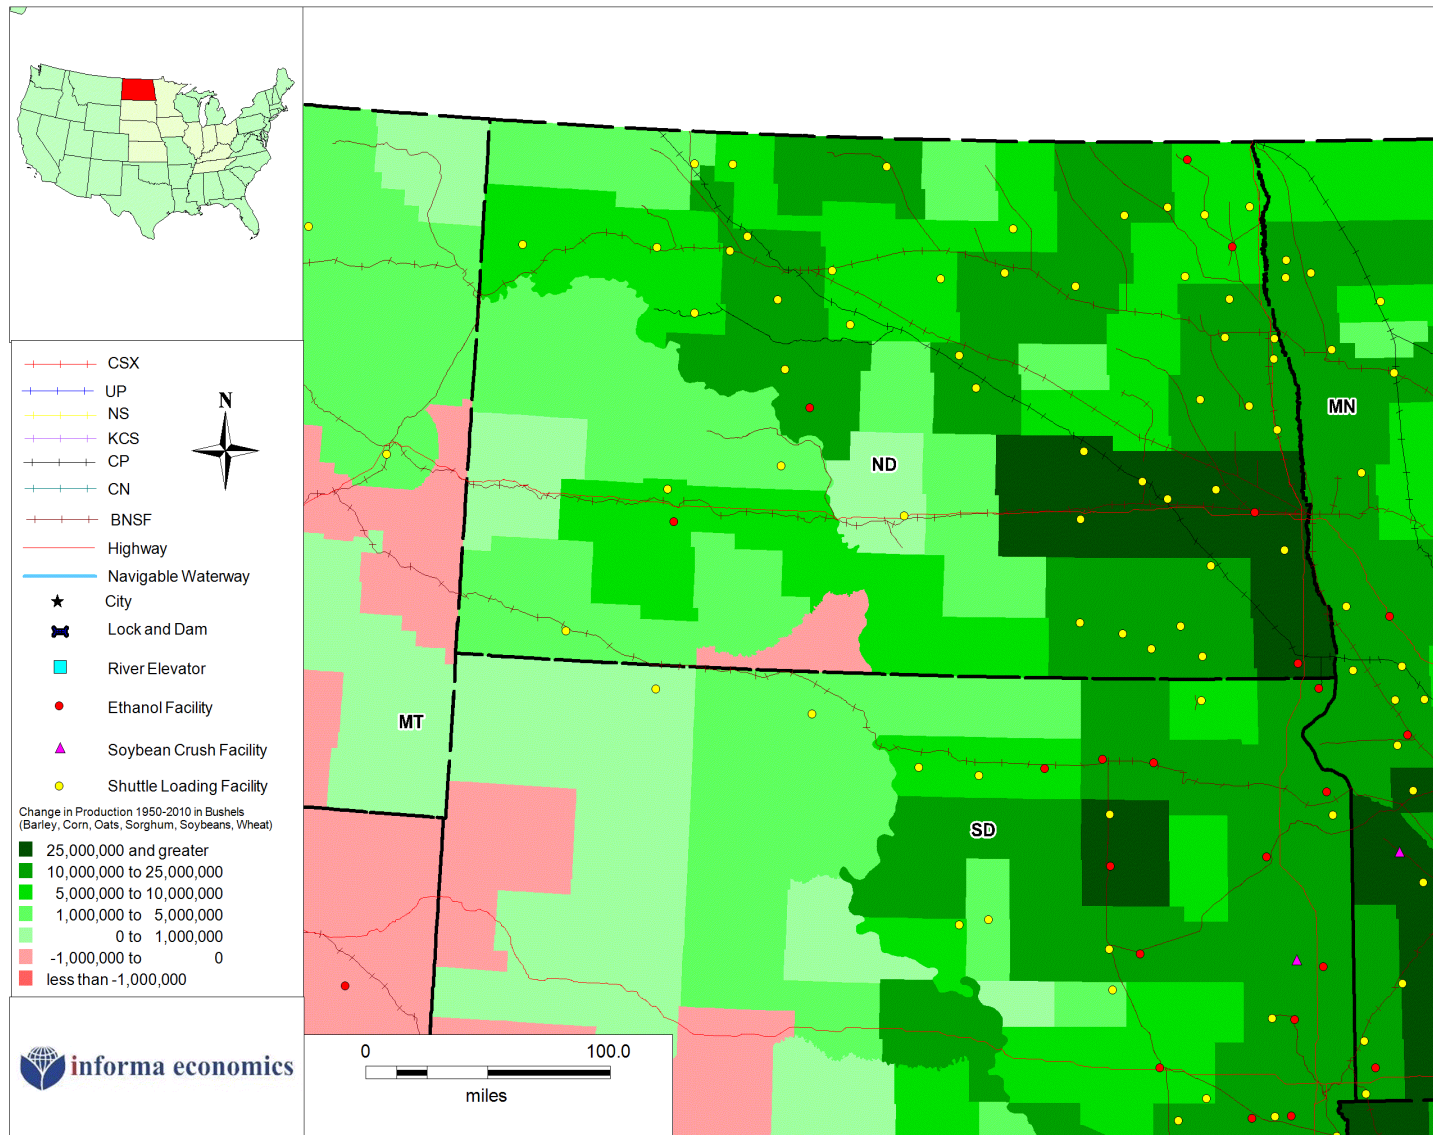 CSX
UP
NS
KCS
CP
CN
BNSF
Highway
Navigable Waterway
City
Lock and Dam
River Elevator
Ethanol Facility
Soybean Crush Facility
Shuttle Loading Facility
N
Change in Production 1950-2010 in Bushels
(Barley, Corn, Oats, Sorghum, Soybeans, Wheat)
25,000,000 and greater
10,000,000 to 25,000,000
5,000,000 to 10,000,000
1,000,000 to 5,000,000
0 to 1,000,000
-1,000,000 to 0
less than -1,000,000
informa economics
MN
ND
MT
SD
0 100.0
miles